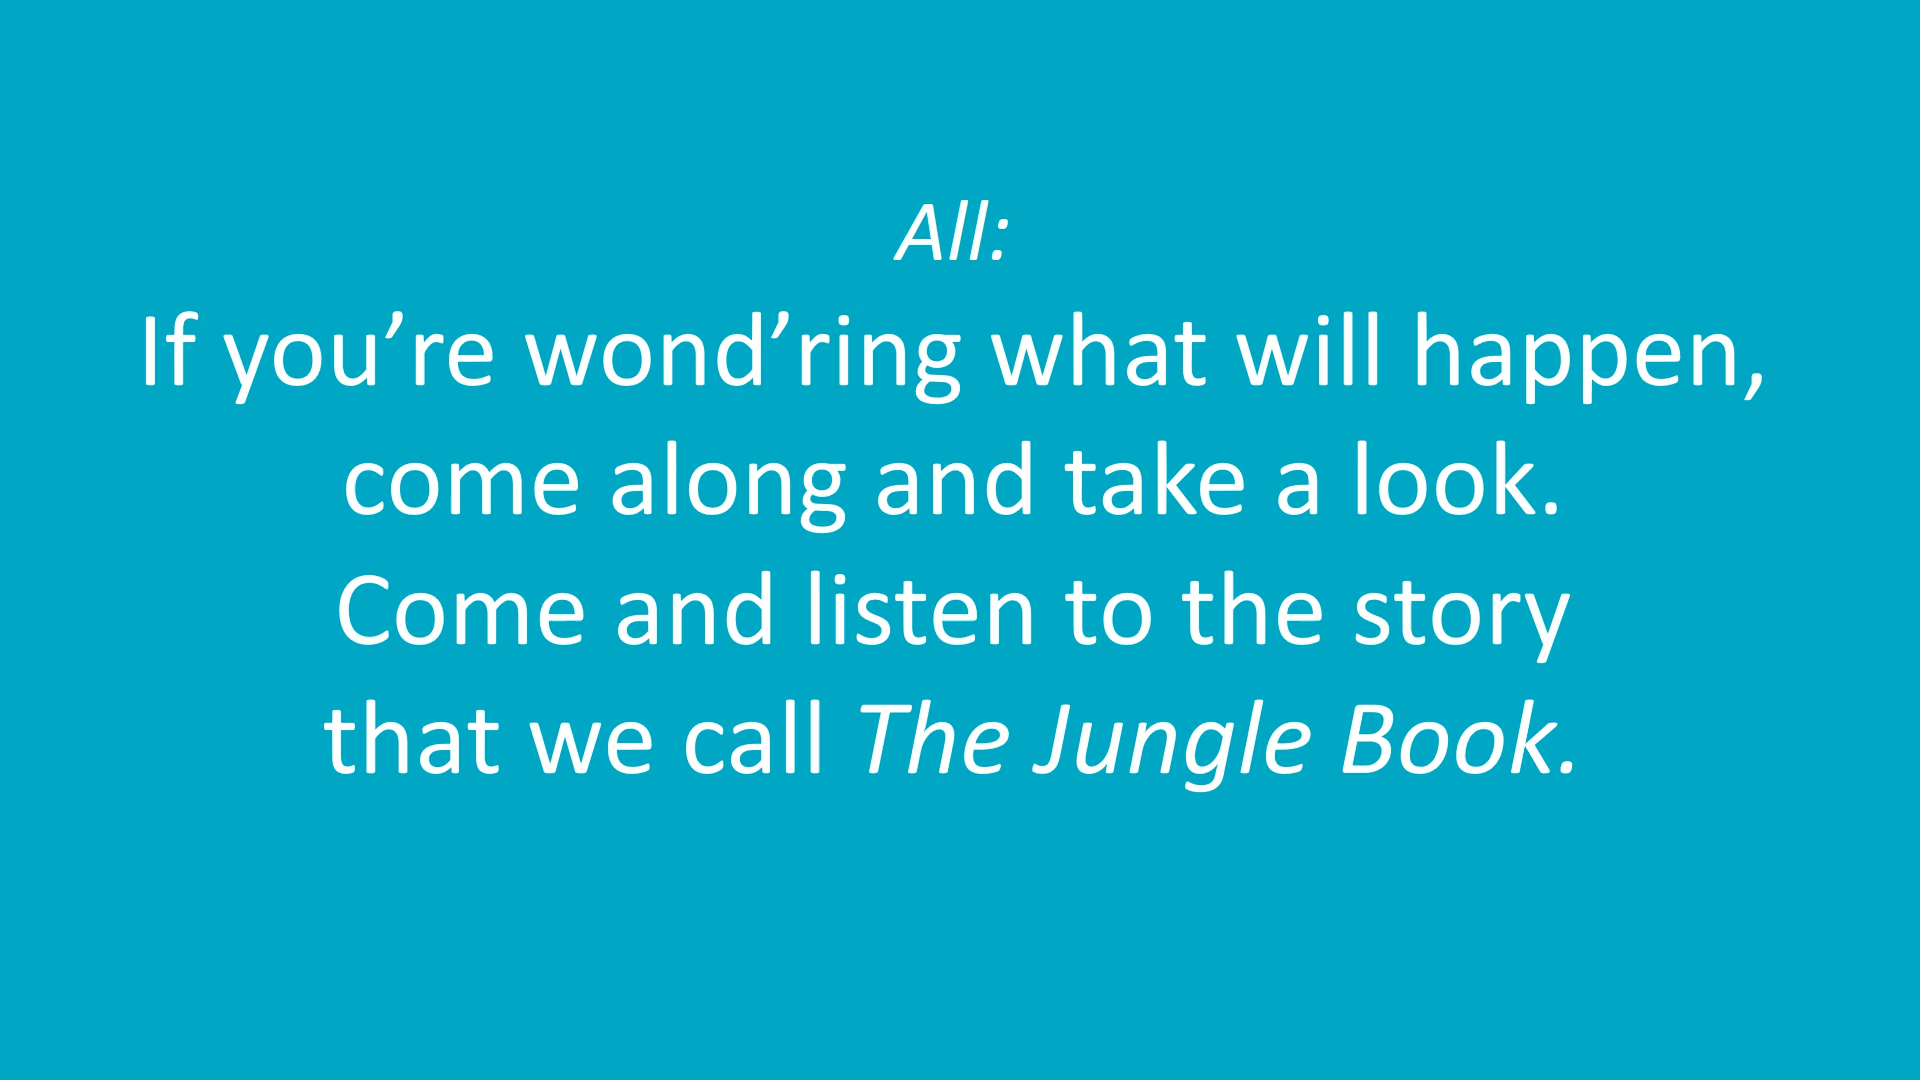 All:
If you’re wond’ring what will happen,
come along and take a look.
Come and listen to the story
that we call The Jungle Book.